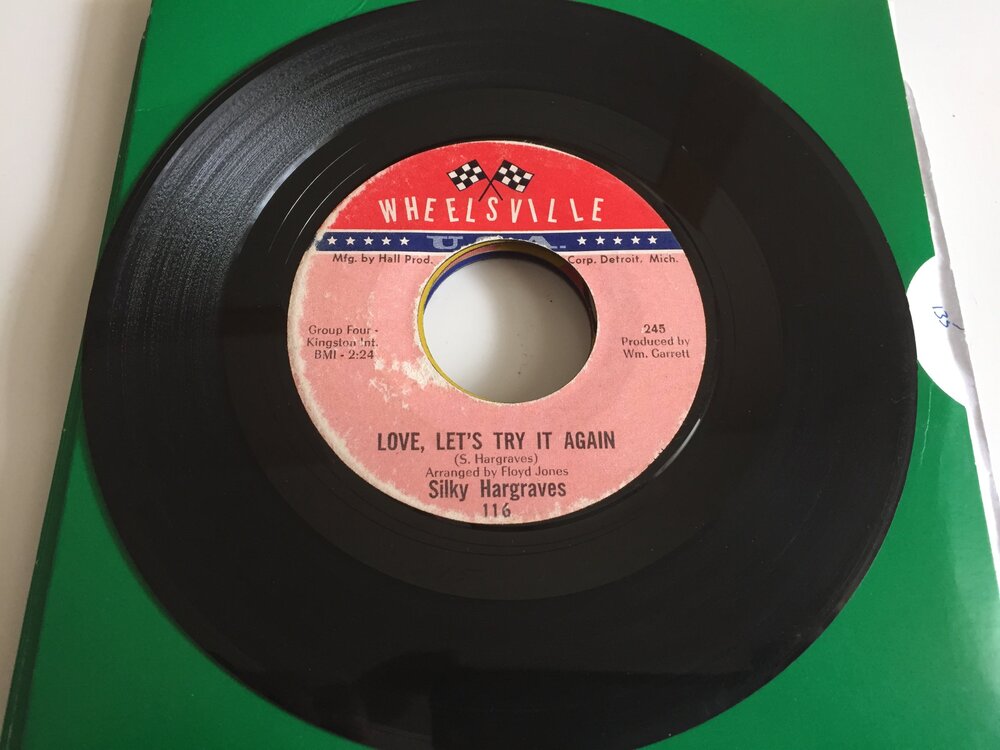 WHEELSVILLE
U.S.A.
Mfg. by Hall Prod. Corp. Detroit, Mich.
Group Four -
Kingston Int.
BMI - 2:24
245
Produced by
Wm. Garrett
LOVE, LET'S TRY IT AGAIN
(S. Hargraves)
Arranged by Floyd Jones
Silky Hargraves
116
135